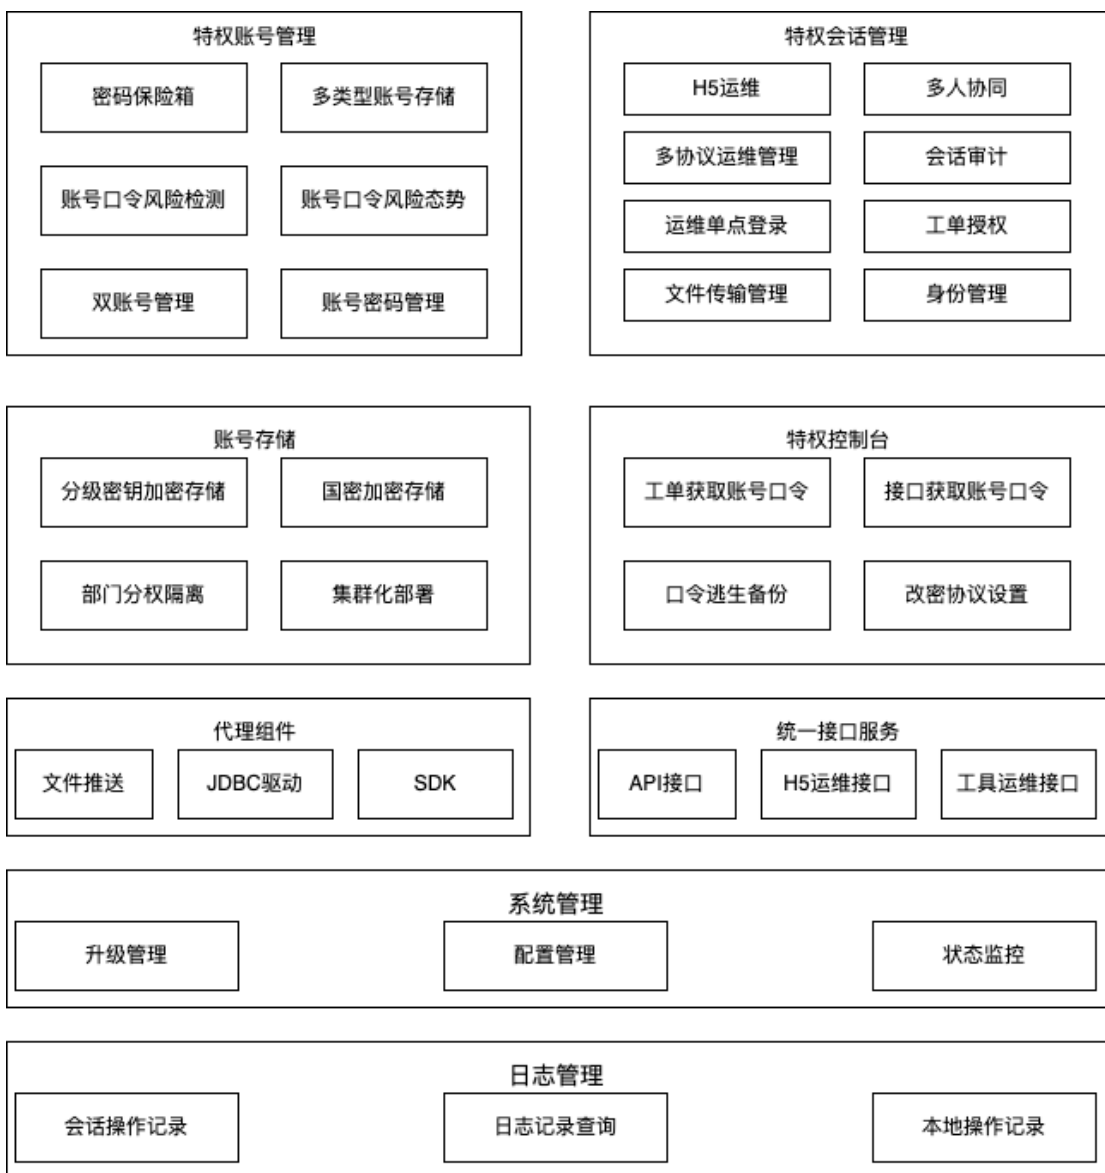 特权账号管理
密码保险箱
多类型账号存储
账号口令风险检测
账号口令风险态势
双账号管理
账号密码管理
特权会话管理
H5运维
多人协同
多协议运维管理
会话审计
运维单点登录
工单授权
文件传输管理
身份管理
账号存储
分级密钥加密存储
国密加密存储
部门分权隔离
集群化部署
特权控制台
工单获取账号口令
接口获取账号口令
口令逃生备份
改密协议设置
代理组件
文件推送
JDBC驱动
SDK
统一接口服务
API接口
H5运维接口
工具运维接口
系统管理
升级管理
配置管理
状态监控
日志管理
会话操作记录
日志记录查询
本地操作记录